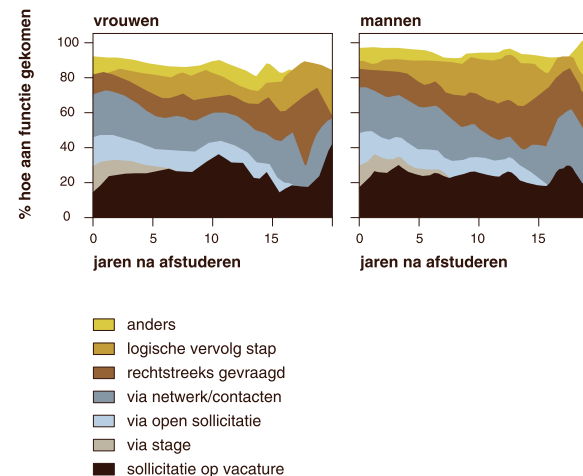 vrouwen
mannen
% hoe aan functie gekomen
100
80
60
40
20
0
0 5 10 15
0 5 10 15
jaren na afstuderen
jaren na afstuderen
anders
logische vervolg stap
rechtstreeks gevraagd
via netwerk/contacten
via open sollicitatie
via stage
sollicitatie op vacature